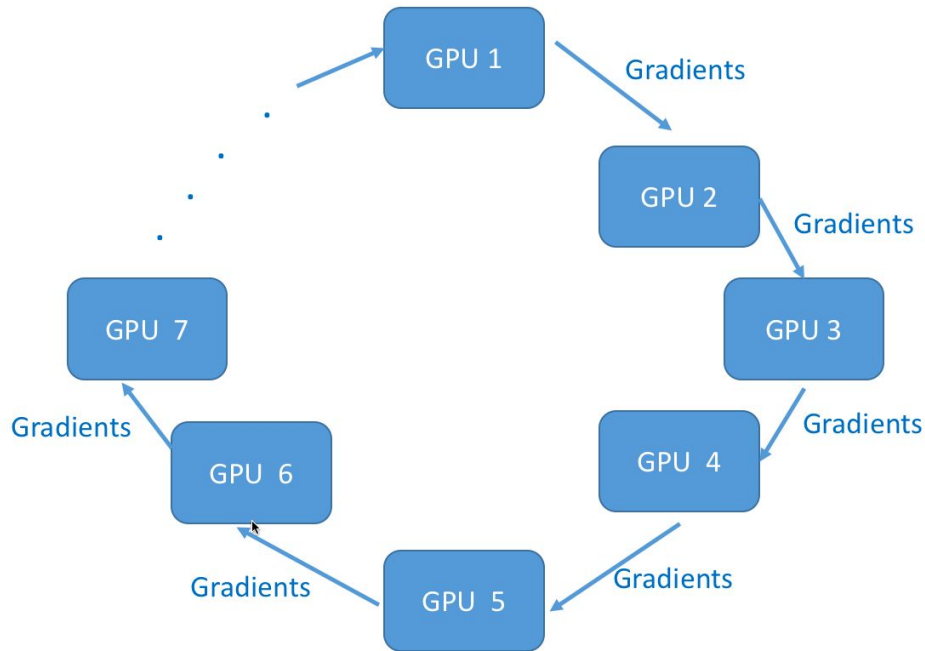 GPU 1
Gradients
GPU 2
Gradients
GPU 3
Gradients
GPU 4
Gradients
GPU 5
Gradients
GPU 6
Gradients
GPU 7